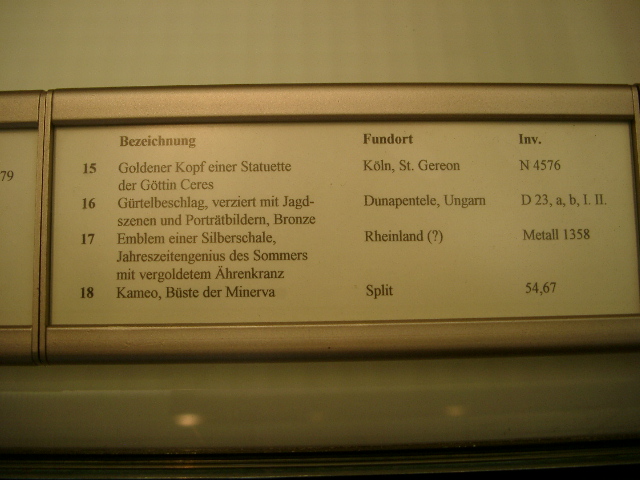 79
Bezeichnung Fundort Inv.
15 Goldener Kopf einer Statuette Köln, St. Gereon N 4576
der Göttin Ceres
16 Gürtelbeschlag, verziert mit Jagd- Dunapentele, Ungarn D 23, a, b, I. II.
szenen und Porträtbildern, Bronze
17 Emblem einer Silberschale, Rheinland (?) Metall 1358
Jahreszeitengenius des Sommers
mit vergoldetem Ährenkranz
18 Kameo, Büste der Minerva Split 54,67